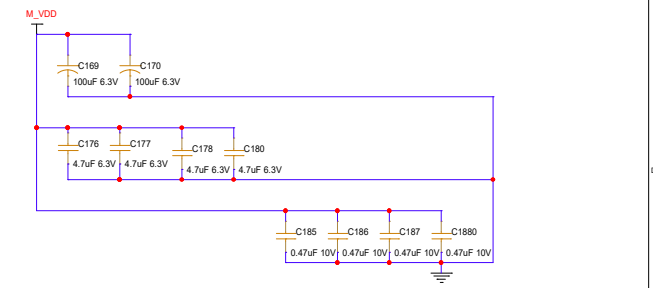 M_VDD
C169 C170
100uF 6.3V 100uF 6.3V
C176 C177 C178 C180
4.7uF 6.3V 4.7uF 6.3V 4.7uF 6.3V 4.7uF 6.3V
C185 C186 C187 C1880
0.47uF 10V 0.47uF 10V 0.47uF 10V 0.47uF 10V